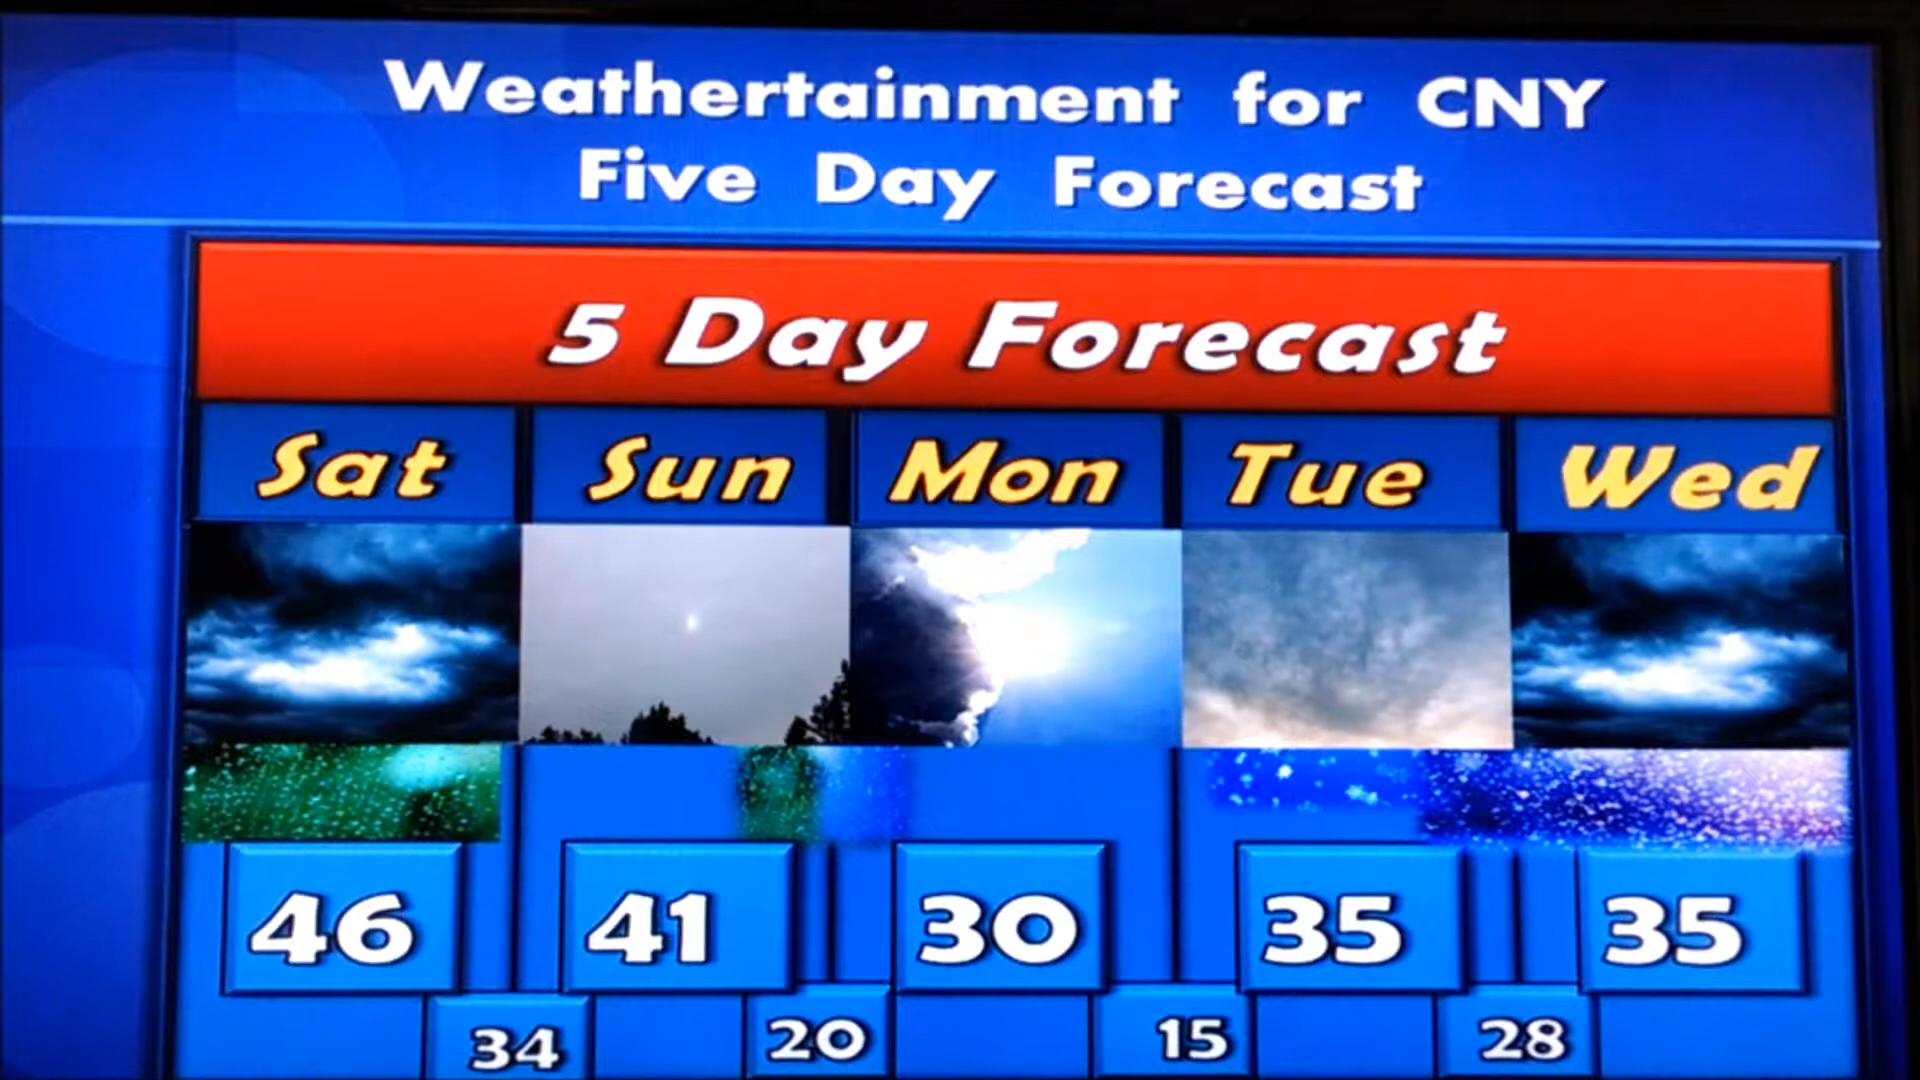 Weathertainment for CNY
Five Day Forecast
5 Day Forecast
Sat Sun Mon Tue Wed
46 41 30 35 35
34 20 15 28